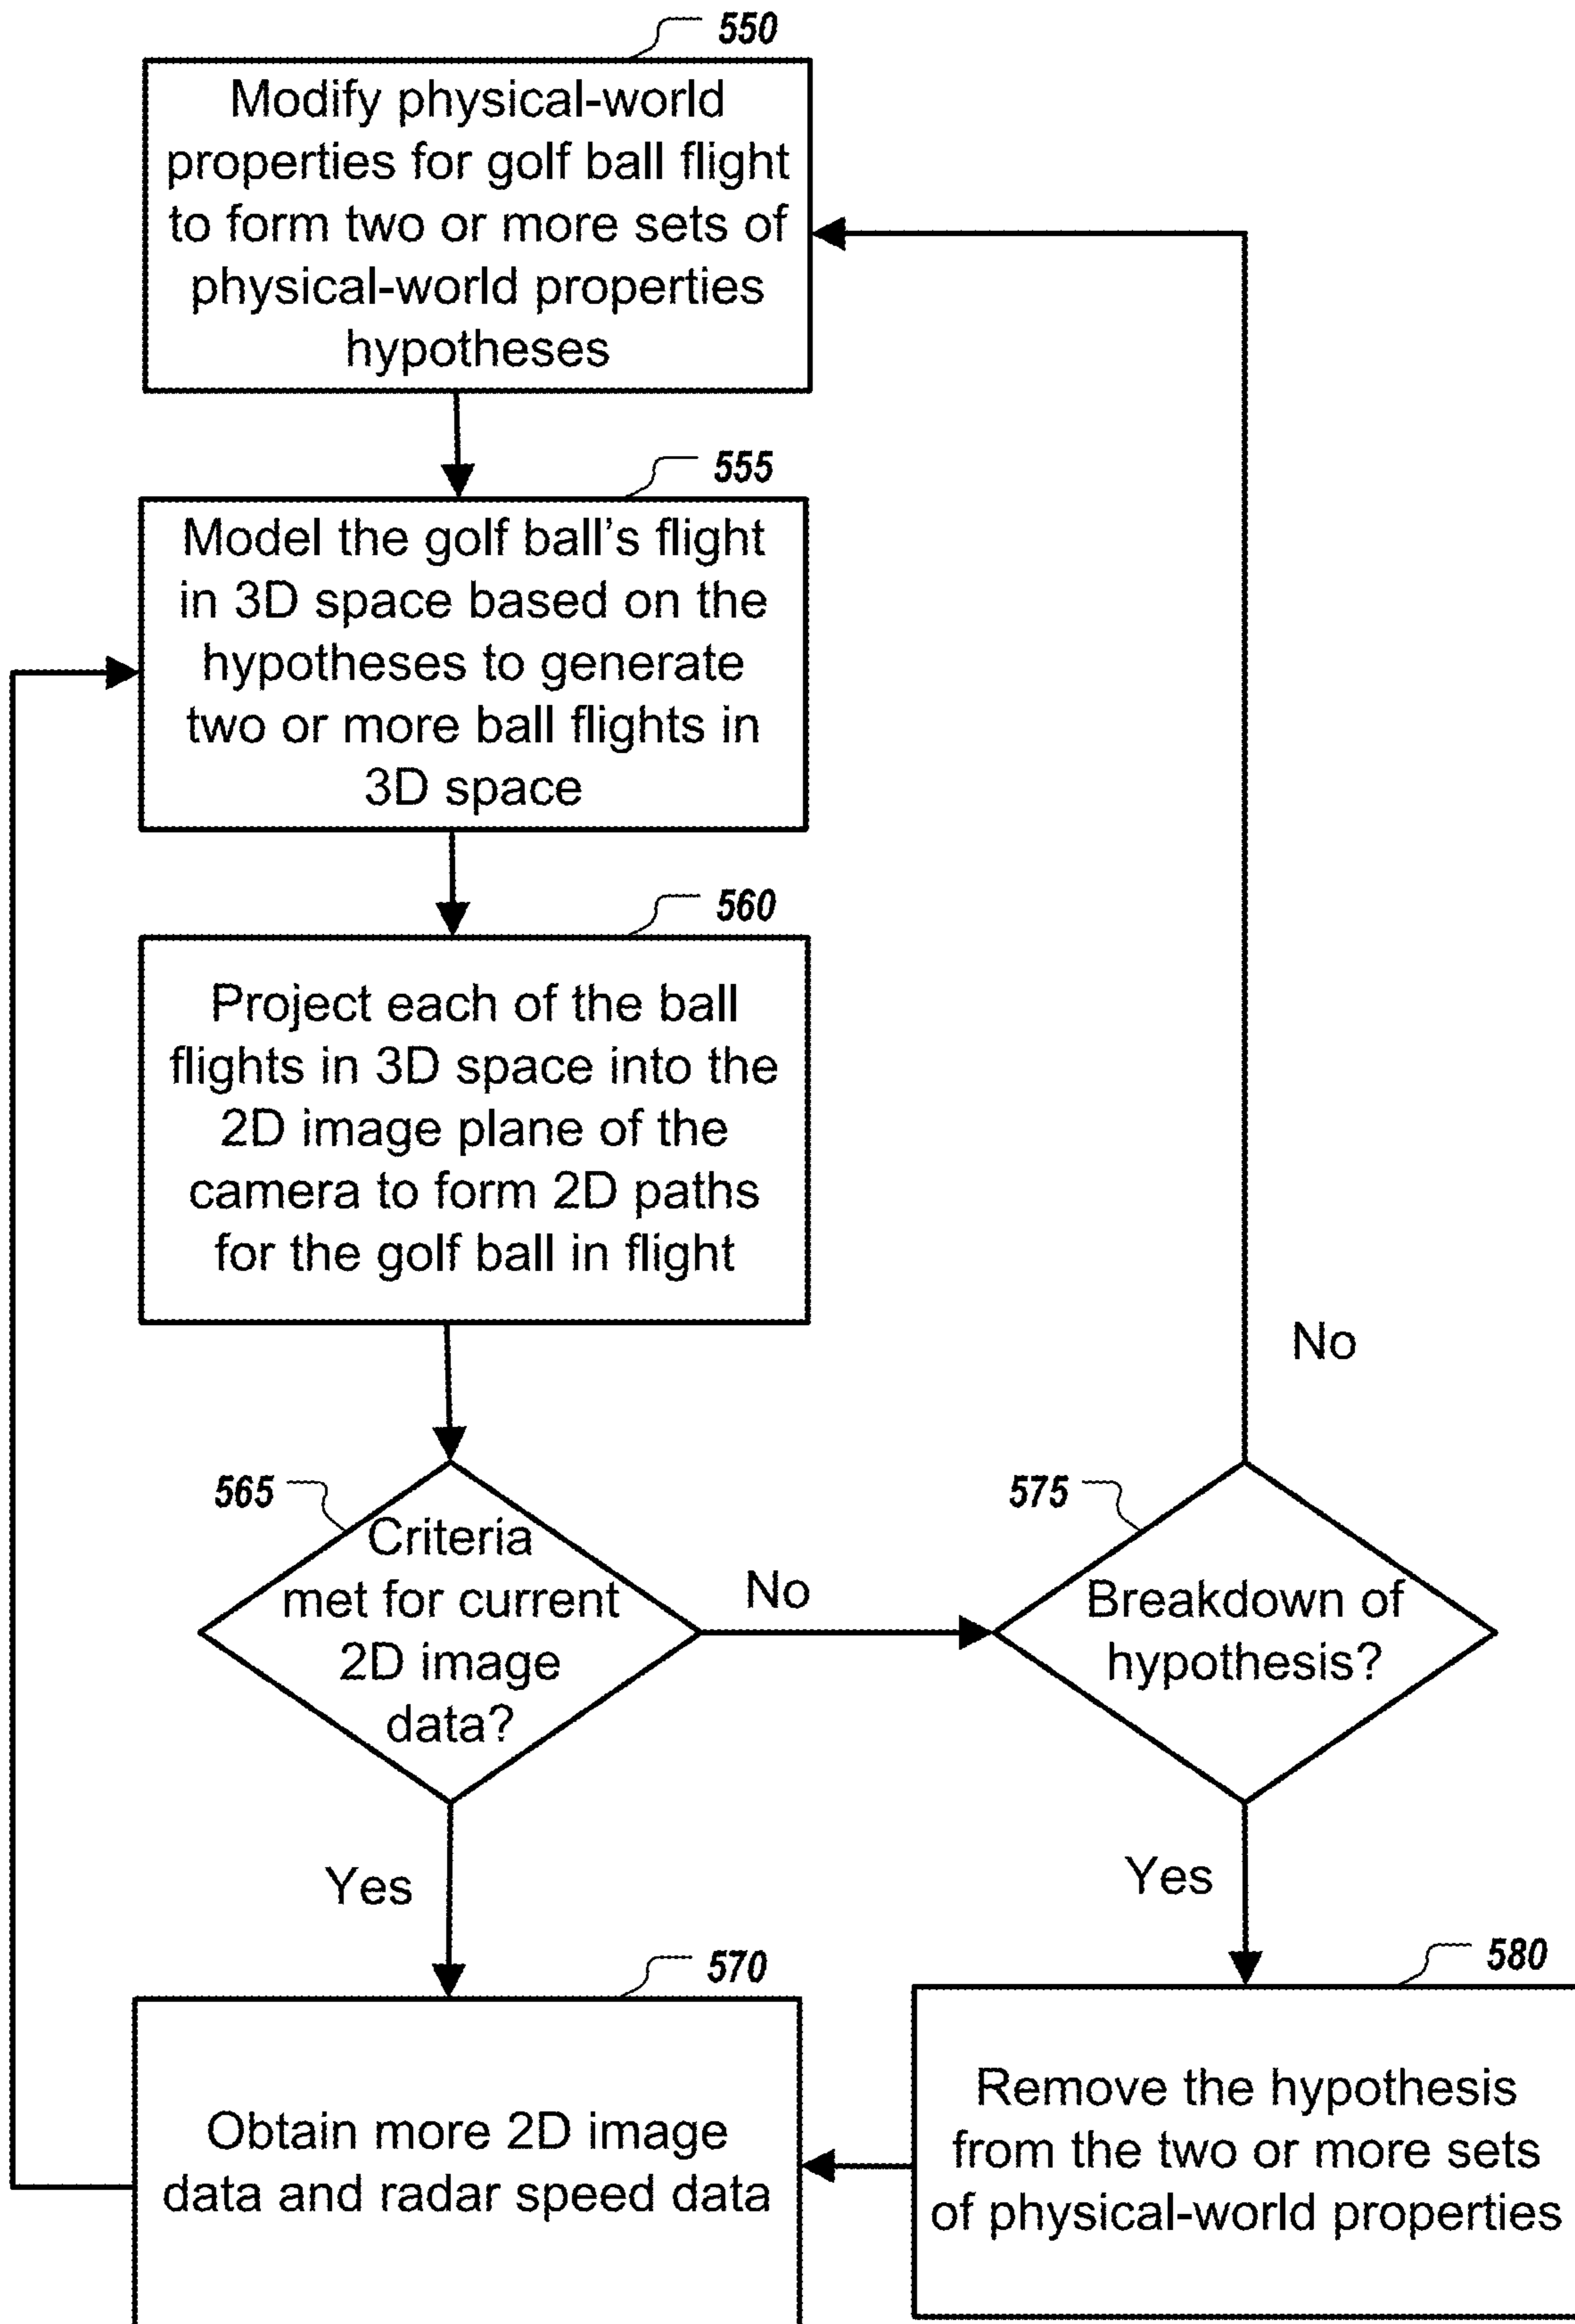 550
Modify physical-world
properties for golf ball flight
to form two or more sets of
physical-world properties
hypotheses
555
Model the golf ball's flight
in 3D space based on the
hypotheses to generate
two or more ball flights in
3D space
560
Project each of the ball
flights in 3D space into the
2D image plane of the
camera to form 2D paths
for the golf ball in flight
No
565
Criteria
met for current
2D image
data?
No
575
Breakdown of
hypothesis?
Yes
Yes
570
Obtain more 2D image
data and radar speed data
580
Remove the hypothesis
from the two or more sets
of physical-world properties